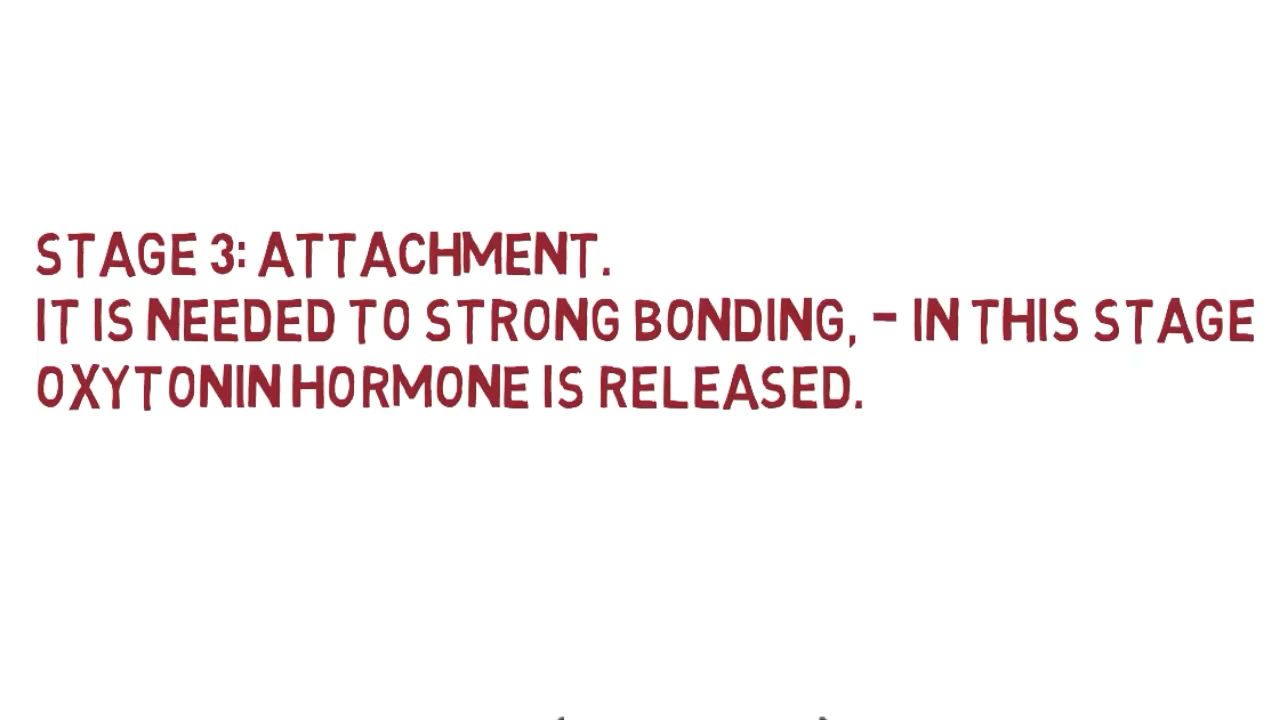 STAGE 3: ATTACHMENT.
IT IS NEEDED TO STRONG BONDING, - IN THIS STAGE
OXYTONIN HORMONE IS RELEASED.